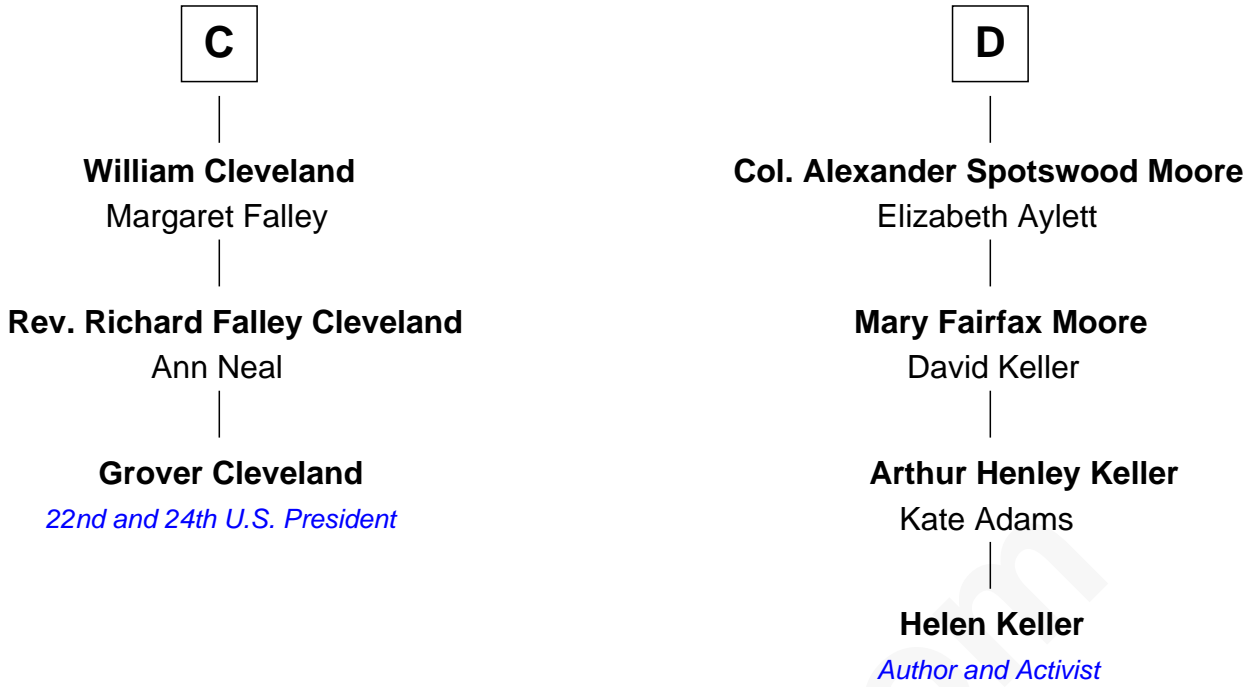 C
William Cleveland
Margaret Falley
Rev. Richard Falley Cleveland
Ann Neal
Grover Cleveland
22nd and 24th U.S. President
D
Col. Alexander Spotswood Moore
Elizabeth Aylett
Mary Fairfax Moore
David Keller
Arthur Henley Keller
Kate Adams
Helen Keller
Author and Activist